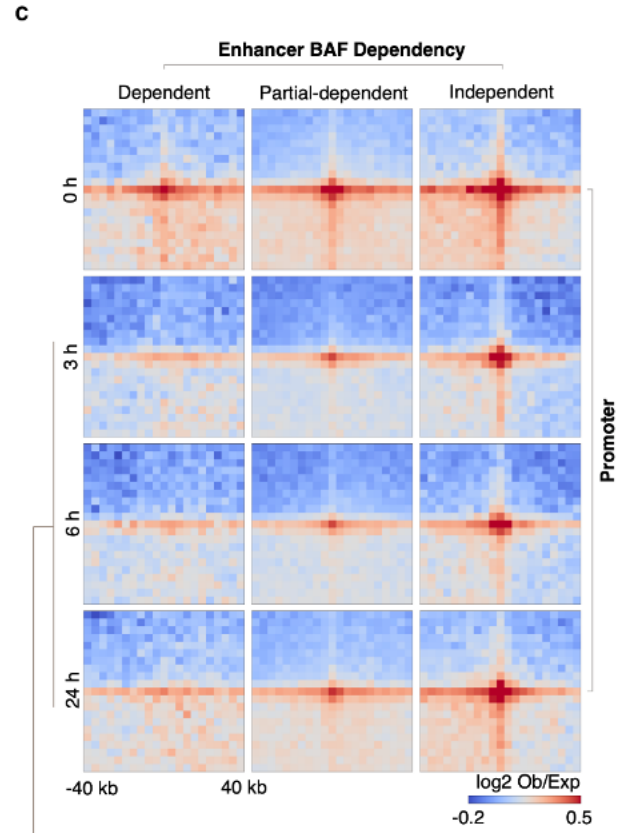 c
Enhancer BAF Dependency
Dependent Partial-dependent Independent
0 h
3 h
6 h
24 h
Promoter
-40 kb 40 kb
log2 Ob/Exp
-0.2 0.5